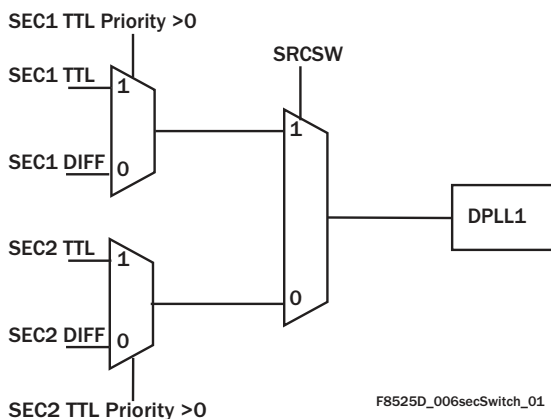 SEC1 TTL Priority >0
SEC1 TTL
1
SEC1 DIFF
0
SRCSW
1
0
DPLL1
SEC2 TTL
1
SEC2 DIFF
0
SEC2 TTL Priority >0
F8525D_006secSwitch_01